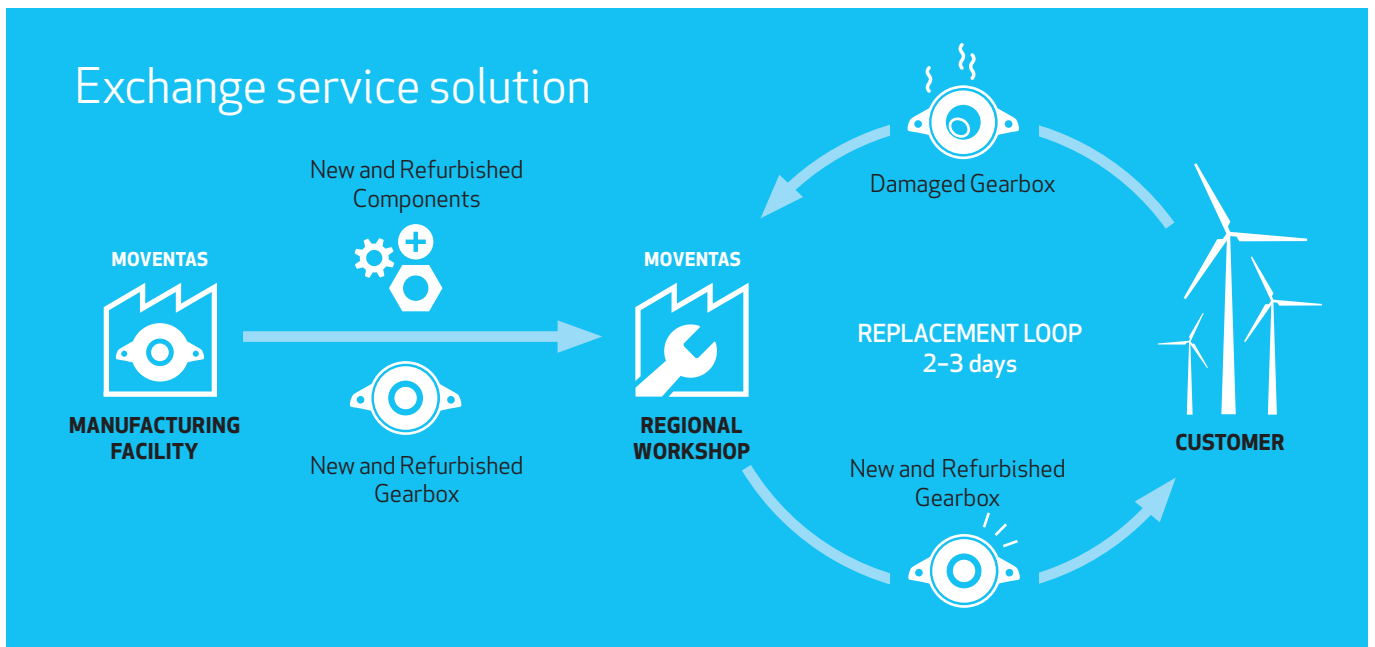 Exchange service solution
New and Refurbished
Components
MOVENTAS
MANUFACTURING
FACILITY
New and Refurbished
Gearbox
MOVENTAS
REGIONAL
WORKSHOP
Damaged Gearbox
REPLACEMENT LOOP
2–3 days
CUSTOMER
New and Refurbished
Gearbox